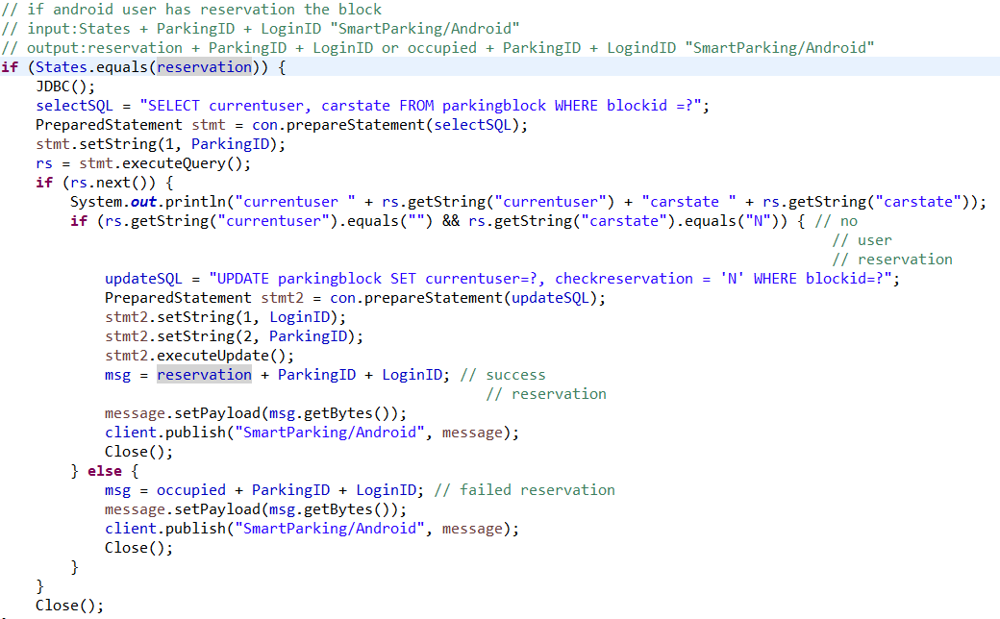 // if android user has reservation the block
// input:States + ParkingID + LoginID "SmartParking/Android"
// output:reservation + ParkingID + LoginID or occupied + ParkingID + LogindID "SmartParking/Android"
if (States.equals(reservation)) {
    JDBC();
    selectSQL = "SELECT currentuser, carstate FROM parkingblock WHERE blockid =?";
    PreparedStatement stmt = con.prepareStatement(selectSQL);
    stmt.setString(1, ParkingID);
    rs = stmt.executeQuery();
    if (rs.next()) {
        System.out.println("currentuser " + rs.getString("currentuser") + "carstate " + rs.getString("carstate"));
        if (rs.getString("currentuser").equals("") && rs.getString("carstate").equals("N")) { // no
                                                                                               // user
                                                                                               // reservation
            updateSQL = "UPDATE parkingblock SET currentuser=?, checkreservation = 'N' WHERE blockid=?";
            PreparedStatement stmt2 = con.prepareStatement(updateSQL);
            stmt2.setString(1, LoginID);
            stmt2.setString(2, ParkingID);
            stmt2.executeUpdate();
            msg = reservation + ParkingID + LoginID; // success
                                                        // reservation
            message.setPayload(msg.getBytes());
            client.publish("SmartParking/Android", message);
            Close();
        } else {
            msg = occupied + ParkingID + LoginID; // failed reservation
            message.setPayload(msg.getBytes());
            client.publish("SmartParking/Android", message);
            Close();
        }
    }
    Close();